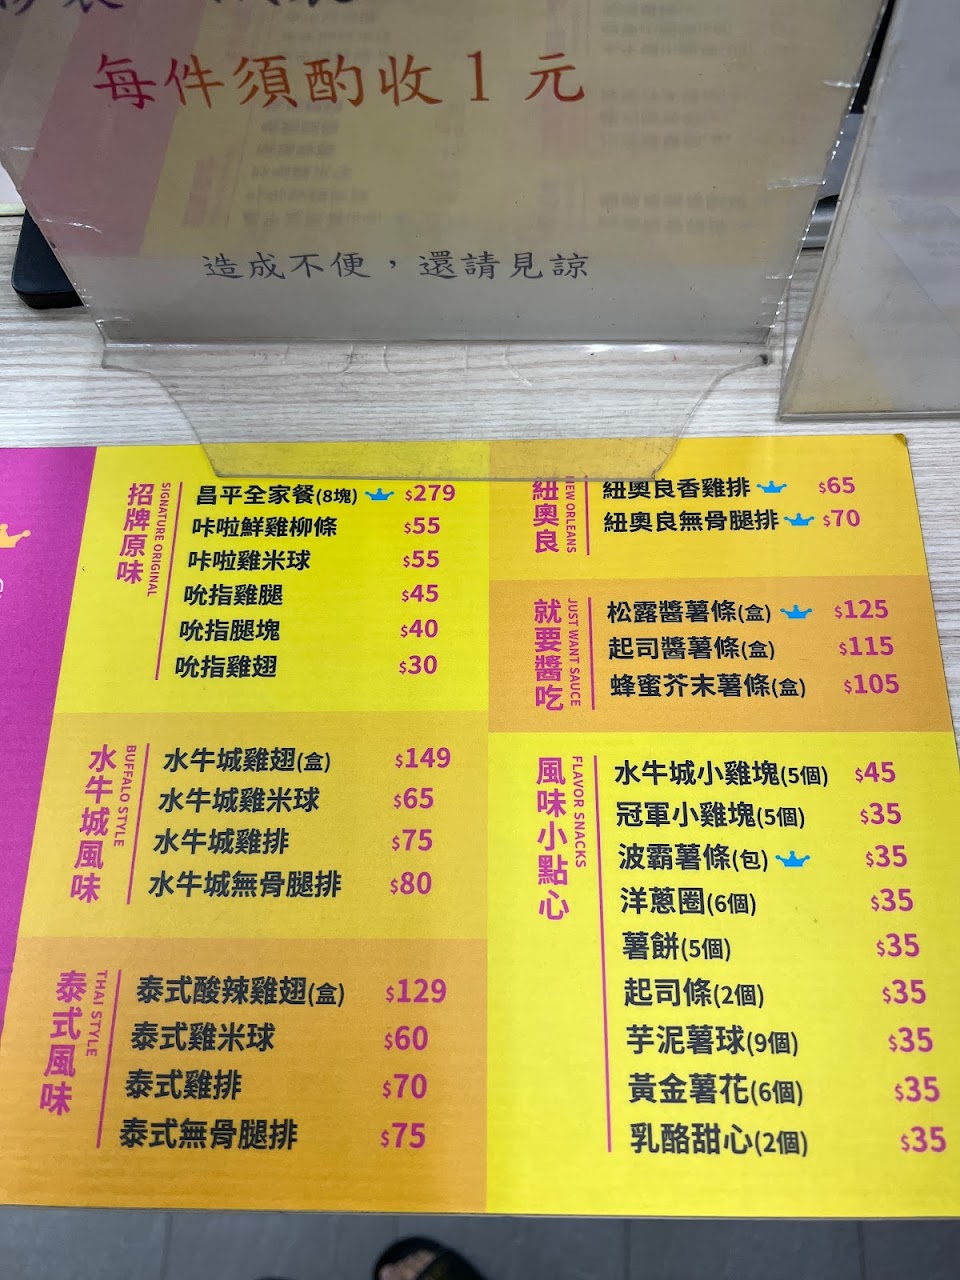 每件須酌收1元
造成不便，還請見諒
招牌原味
SIGNATURE ORIGINAL
昌平全家餐(8塊) $279
咔啦鮮雞柳條 $55
咔啦雞米球 $55
吮指雞腿 $45
吮指腿塊 $40
吮指雞翅 $30
水牛城風味
BUFFALO STYLE
水牛城雞翅(盒) $149
水牛城雞米球 $65
水牛城雞排 $75
水牛城無骨腿排 $80
泰式風味
THAI STYLE
泰式酸辣雞翅(盒) $129
泰式雞米球 $60
泰式雞排 $70
泰式無骨腿排 $75
紐奧良
NEW ORLEANS
紐奧良香雞排 $65
紐奧良無骨腿排 $70
就要醬吃
JUST WANT SAUCE
松露醬薯條(盒) $125
起司醬薯條(盒) $115
蜂蜜芥末薯條(盒) $105
風味小點心
FLAVOR SNACKS
水牛城小雞塊(5個) $45
冠軍小雞塊(5個) $35
波霸薯條(包) $35
洋蔥圈(6個) $35
薯餅(5個) $35
起司條(2個) $35
芋泥薯球(9個) $35
黃金薯花(6個) $35
乳酪甜心(2個) $35